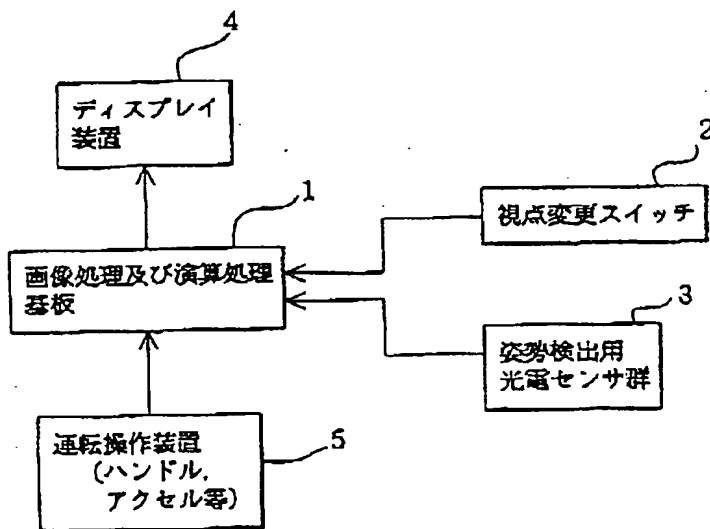 4
ディスプレイ
装置
1
2
視点変更スイッチ
画像処理及び演算処理
基板
3
姿勢検出用
光電センサ群
5
運転操作装置
(ハンドル,
アクセル等)